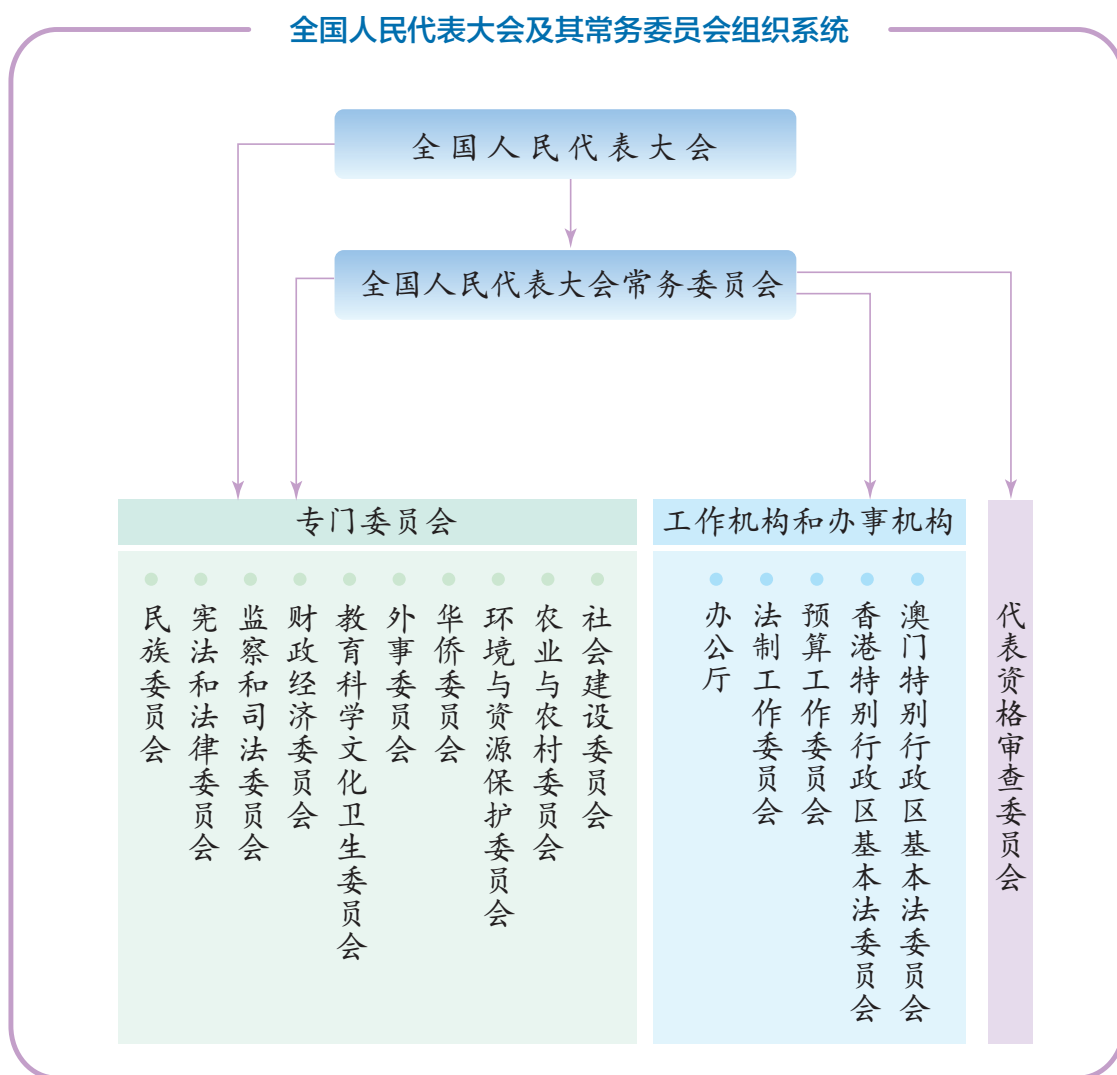 全国人民代表大会及其常务委员会组织系统
全国人民代表大会
全国人民代表大会常务委员会
专门委员会
民族委员会
宪法和法律委员会
监察和司法委员会
财政经济委员会
教育科学文化卫生委员会
外事委员会
华侨委员会
环境与资源保护委员会
农业与农村委员会
社会建设委员会
工作机构和办事机构
办公厅
法制工作委员会
预算工作委员会
香港特别行政区基本法委员会
澳门特别行政区基本法委员会
代表资格审查委员会